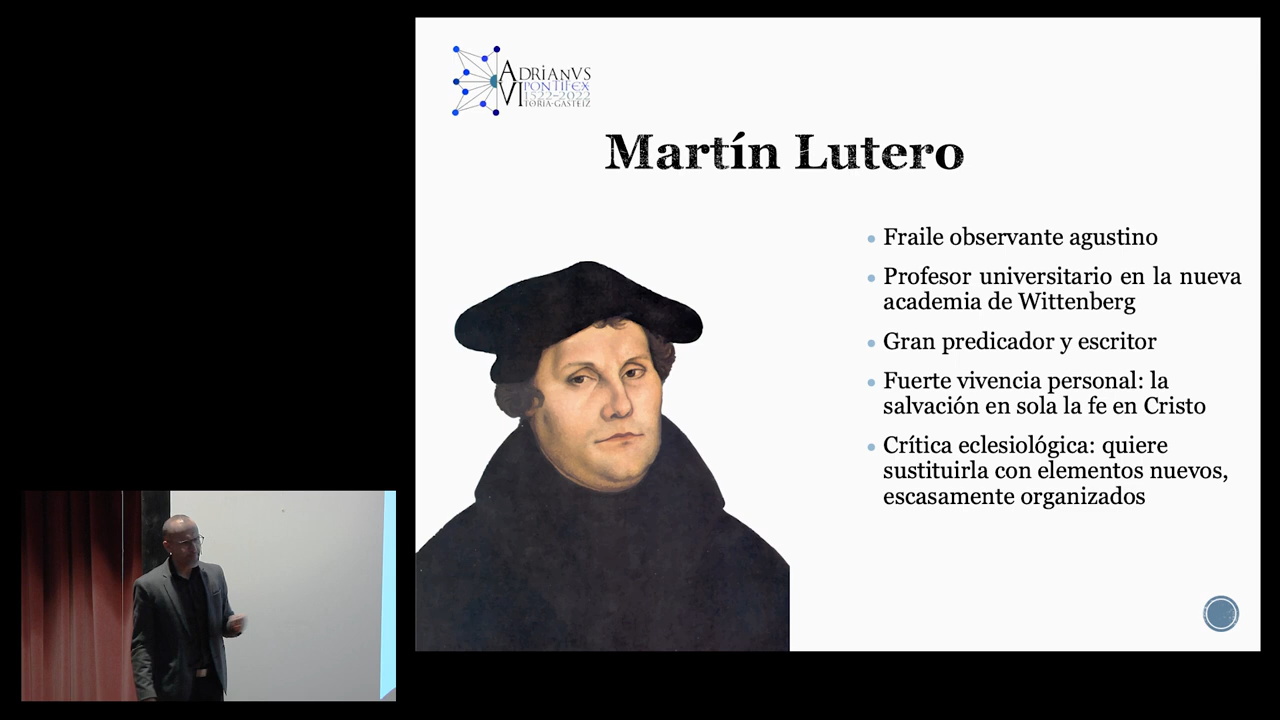 ADRIANVS
VI PONTIFEX
1522-2022
VITORIA-GASTEIZ
Martín Lutero
Fraile observante agustino
Profesor universitario en la nueva
academia de Wittenberg
Gran predicador y escritor
Fuerte vivencia personal: la
salvación en sola la fe en Cristo
Crítica eclesiológica: quiere
sustituirla con elementos nuevos,
escasamente organizados